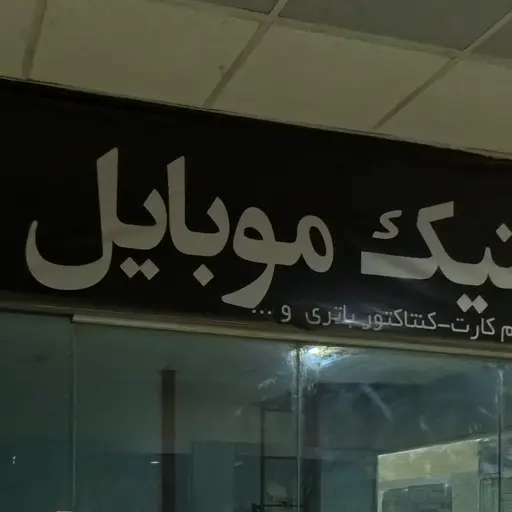 نیک موبایل
م کارت-کنتاکتور باتری و ...